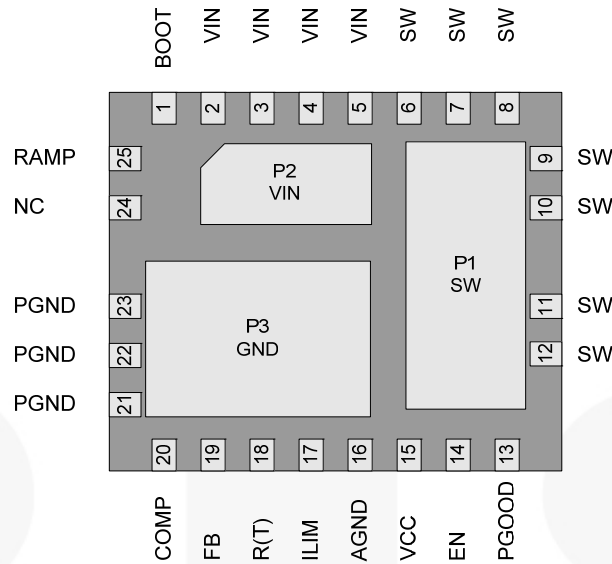 BOOT
VIN
VIN
VIN
VIN
SW
SW
SW
1
2
3
4
5
6
7
8
RAMP 25
P2
VIN
9 SW
NC 24
10 SW
P1
SW
PGND 23
11 SW
P3
GND
PGND 22
12 SW
PGND 21
20
19
18
17
16
15
14
13
COMP
FB
R(T)
ILIM
AGND
VCC
EN
PGOOD